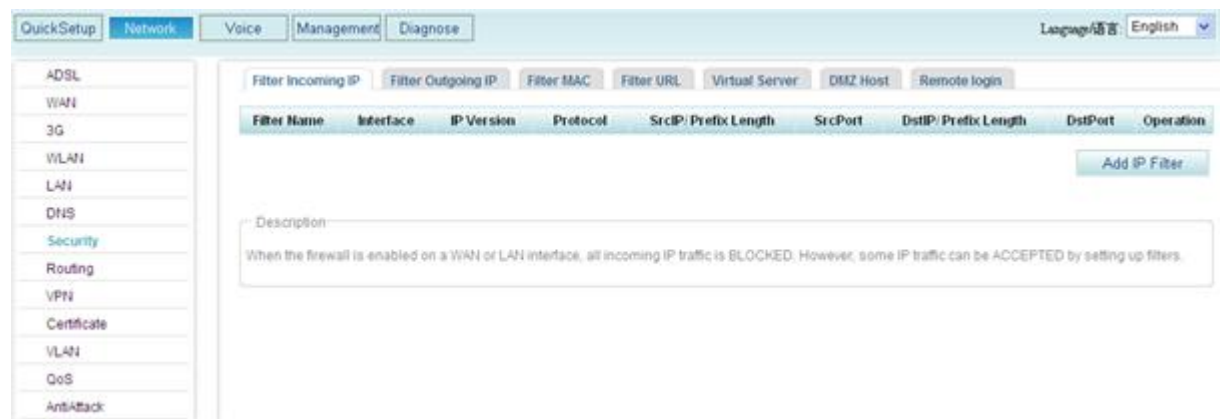 QuickSetup Network Voice Management Diagnose Language/语言: English
ADSL
WAN
3G
WLAN
LAN
DNS
Security
Routing
VPN
Certificate
VLAN
QoS
AntiAttack
Filter Incoming IP Filter Outgoing IP Filter MAC Filter URL Virtual Server DMZ Host Remote login
Filter Name Interface IP Version Protocol SrcIP/ Prefix Length SrcPort DstIP/ Prefix Length DstPort Operation
Add IP Filter
Description
When the firewall is enabled on a WAN or LAN interface, all incoming IP traffic is BLOCKED. However, some IP traffic can be ACCEPTED by setting up filters.